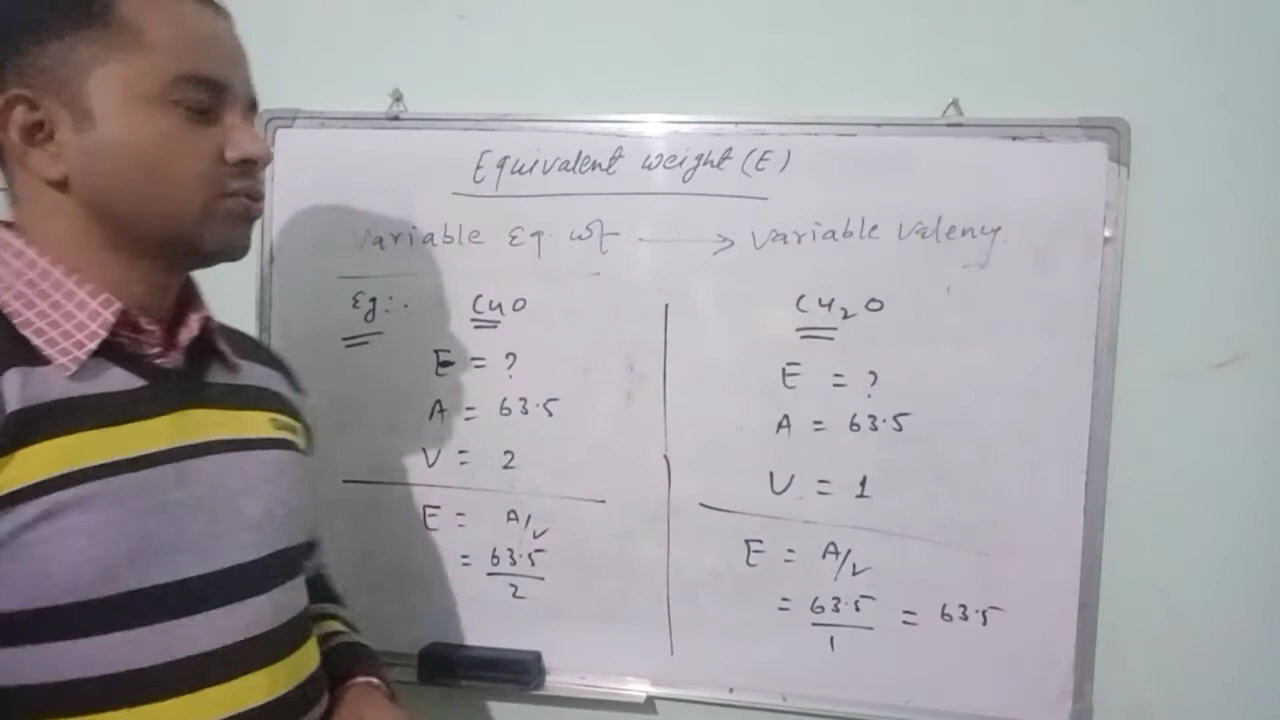 Equivalent weight (E)
Variable Eq. wt ⟶ Variable Valency
Eg:-
CuO
E = ?
A = 63.5
V = 2
E = A/V
= 63.5/2
Cu₂O
E = ?
A = 63.5
V = 1
E = A/V
= 63.5/1 = 63.5